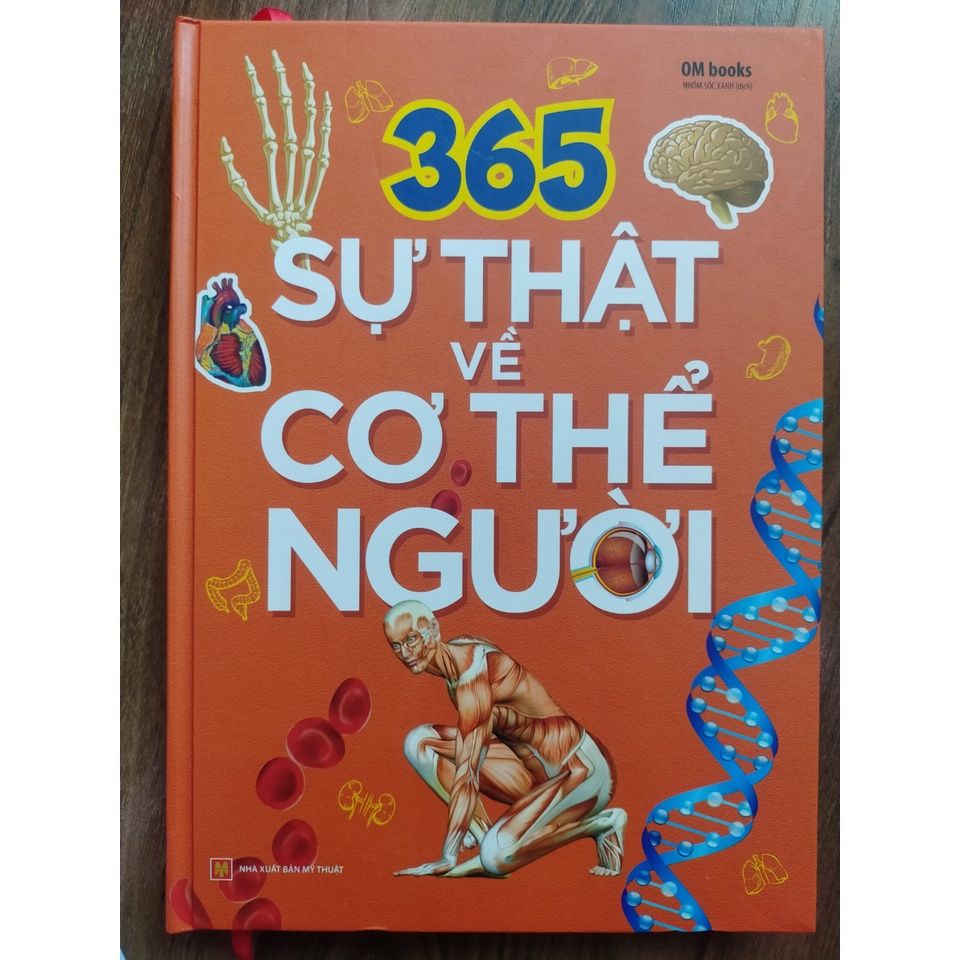 OM books
NHÓM SÓC XANH (dịch)
365
SỰ THẬT
VỀ
CƠ THỂ
NGƯỜI
NHÀ XUẤT BẢN MỸ THUẬT